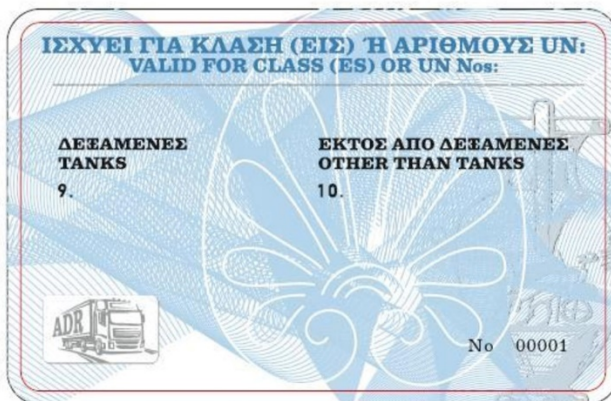 ΙΣΧΥΕΙ ΓΙΑ ΚΛΑΣΗ (ΕΙΣ) Ή ΑΡΙΘΜΟΥΣ UN:
VALID FOR CLASS (ES) OR UN Nos:
ΔΕΞΑΜΕΝΕΣ
TANKS
9.
ΕΚΤΟΣ ΑΠΟ ΔΕΞΑΜΕΝΕΣ
OTHER THAN TANKS
10.
ADR
No 00001